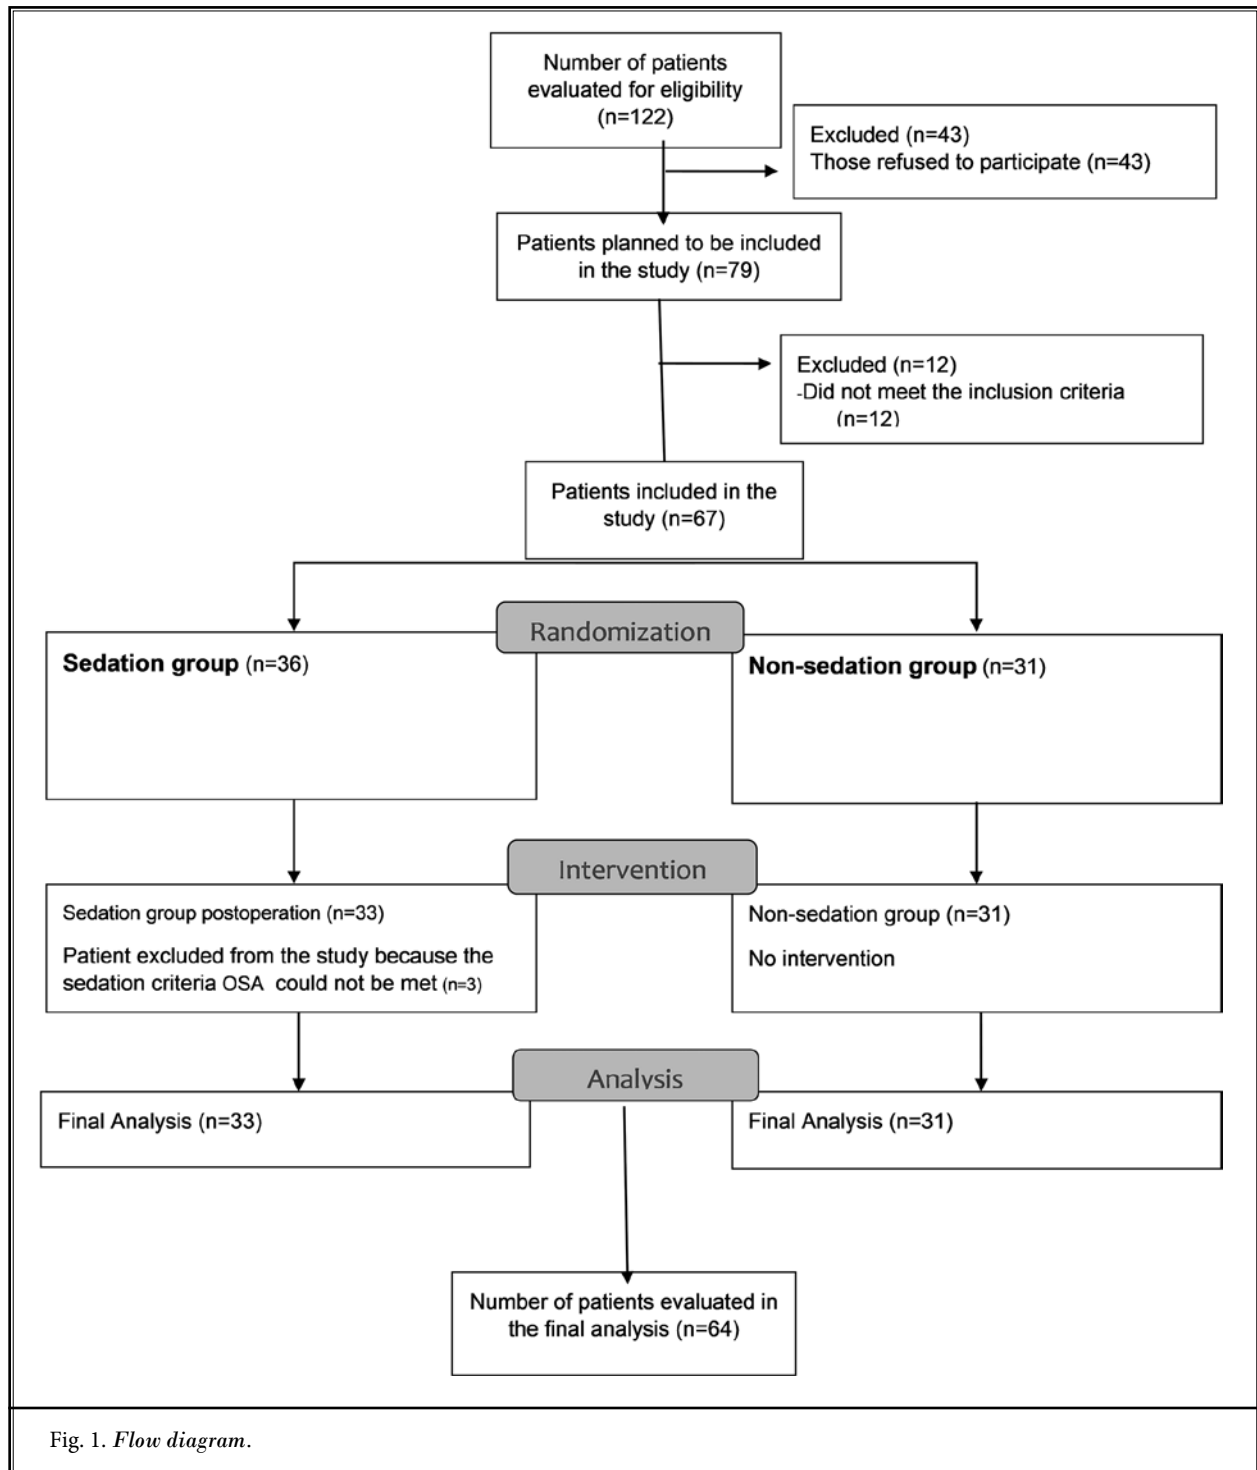 Number of patients
evaluated for eligibility
(n=122)
Excluded (n=43)
Those refused to participate (n=43)
Patients planned to be included
in the study (n=79)
Excluded (n=12)
-Did not meet the inclusion criteria
(n=12)
Patients included in the
study (n=67)
Randomization
Sedation group (n=36)
Non-sedation group (n=31)
Intervention
Sedation group postoperation (n=33)
Patient excluded from the study because the
sedation criteria OSA could not be met (n=3)
Non-sedation group (n=31)
No intervention
Analysis
Final Analysis (n=33)
Final Analysis (n=31)
Number of patients evaluated in
the final analysis (n=64)
Fig. 1. Flow diagram.